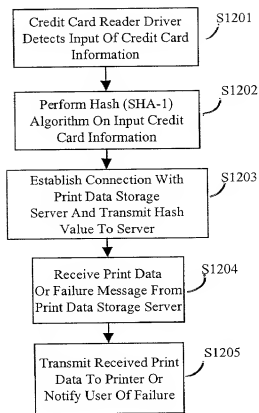 Credit Card Reader Driver
Detects Input Of Credit Card
Information
S1201
Perform Hash (SHA-1)
Algorithm On Input Credit
Card Information
S1202
Establish Connection With
Print Data Storage
Server And Transmit Hash
Value To Server
S1203
Receive Print Data
Or Failure Message From
Print Data Storage Server
S1204
Transmit Received Print
Data To Printer Or
Notify User Of Failure
S1205